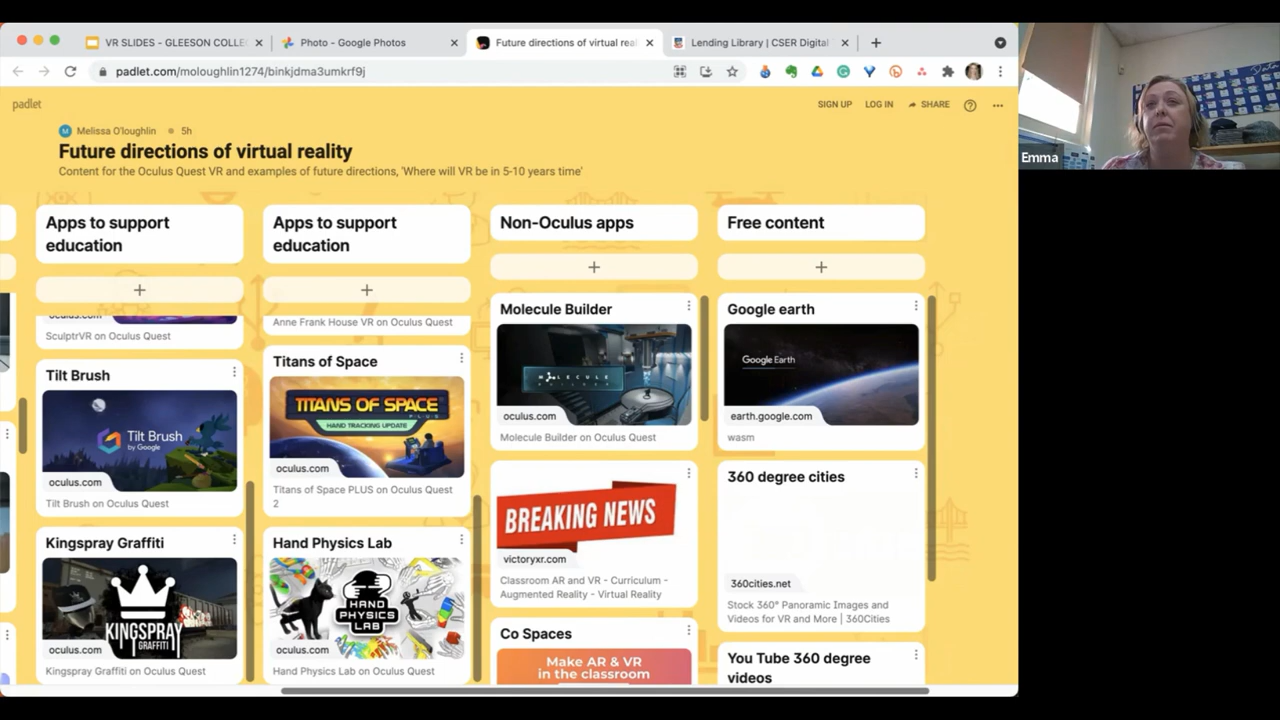 VR SLIDES - GLEESON COLLE
Photo - Google Photos
Future directions of virtual rea
Lending Library | CSER Digital
padlet.com/moloughlin1274/binkjdma3umkrf9j
padlet
SIGN UP
LOG IN
SHARE
M Melissa O'loughlin
5h
Future directions of virtual reality
Content for the Oculus Quest VR and examples of future directions, 'Where will VR be in 5-10 years time'
Apps to support
education
oculus.com
SculptrVR on Oculus Quest
Tilt Brush
Tilt Brush
by Google
oculus.com
Tilt Brush on Oculus Quest
Kingspray Graffiti
KINGSPRAY
GRAFFITI
oculus.com
Kingspray Graffiti on Oculus Quest
Apps to support
education
Anne Frank House VR on Oculus Quest
Titans of Space
TITANS OF SPACE
PLUS
HAND TRACKING UPDATE
oculus.com
Titans of Space PLUS on Oculus Quest
2
Hand Physics Lab
HAND
PHYSICS
LAB
oculus.com
Hand Physics Lab on Oculus Quest
Non-Oculus apps
Molecule Builder
MOLECULE
BUILDER
oculus.com
Molecule Builder on Oculus Quest
BREAKING NEWS
victoryxr.com
Classroom AR and VR - Curriculum -
Augmented Reality - Virtual Reality
Co Spaces
Make AR & VR
in the classroom
Free content
Google earth
Google Earth
earth.google.com
wasm
360 degree cities
360cities.net
Stock 360° Panoramic Images and
Videos for VR and More | 360Cities
You Tube 360 degree
videos
Emma